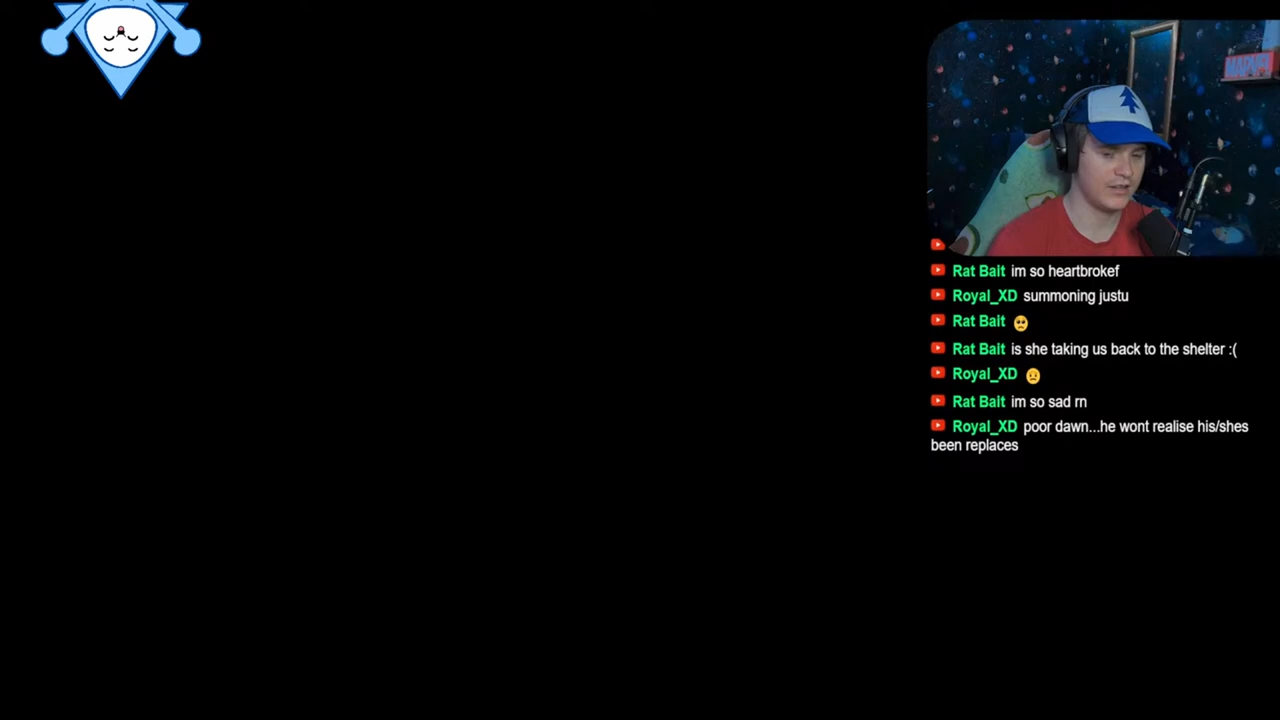 Rat Bait im so heartbrokef
Royal_XD summoning justu
Rat Bait 🥺
Rat Bait is she taking us back to the shelter :(
Royal_XD 😞
Rat Bait im so sad rn
Royal_XD poor dawn...he wont realise his/shes
been replaces